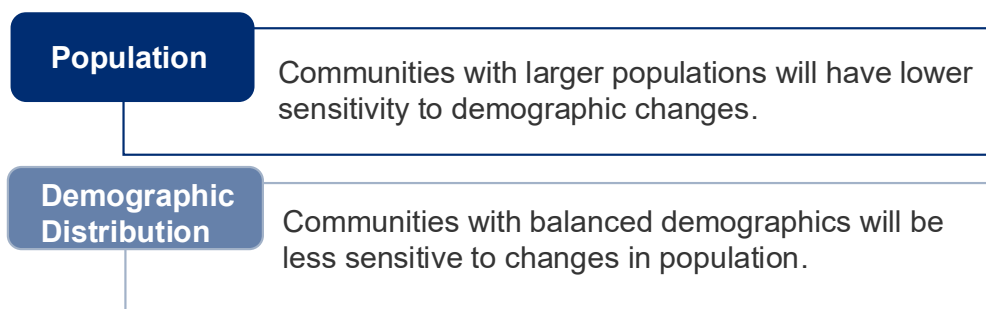 Population
Communities with larger populations will have lower
sensitivity to demographic changes.
Demographic
Distribution
Communities with balanced demographics will be
less sensitive to changes in population.